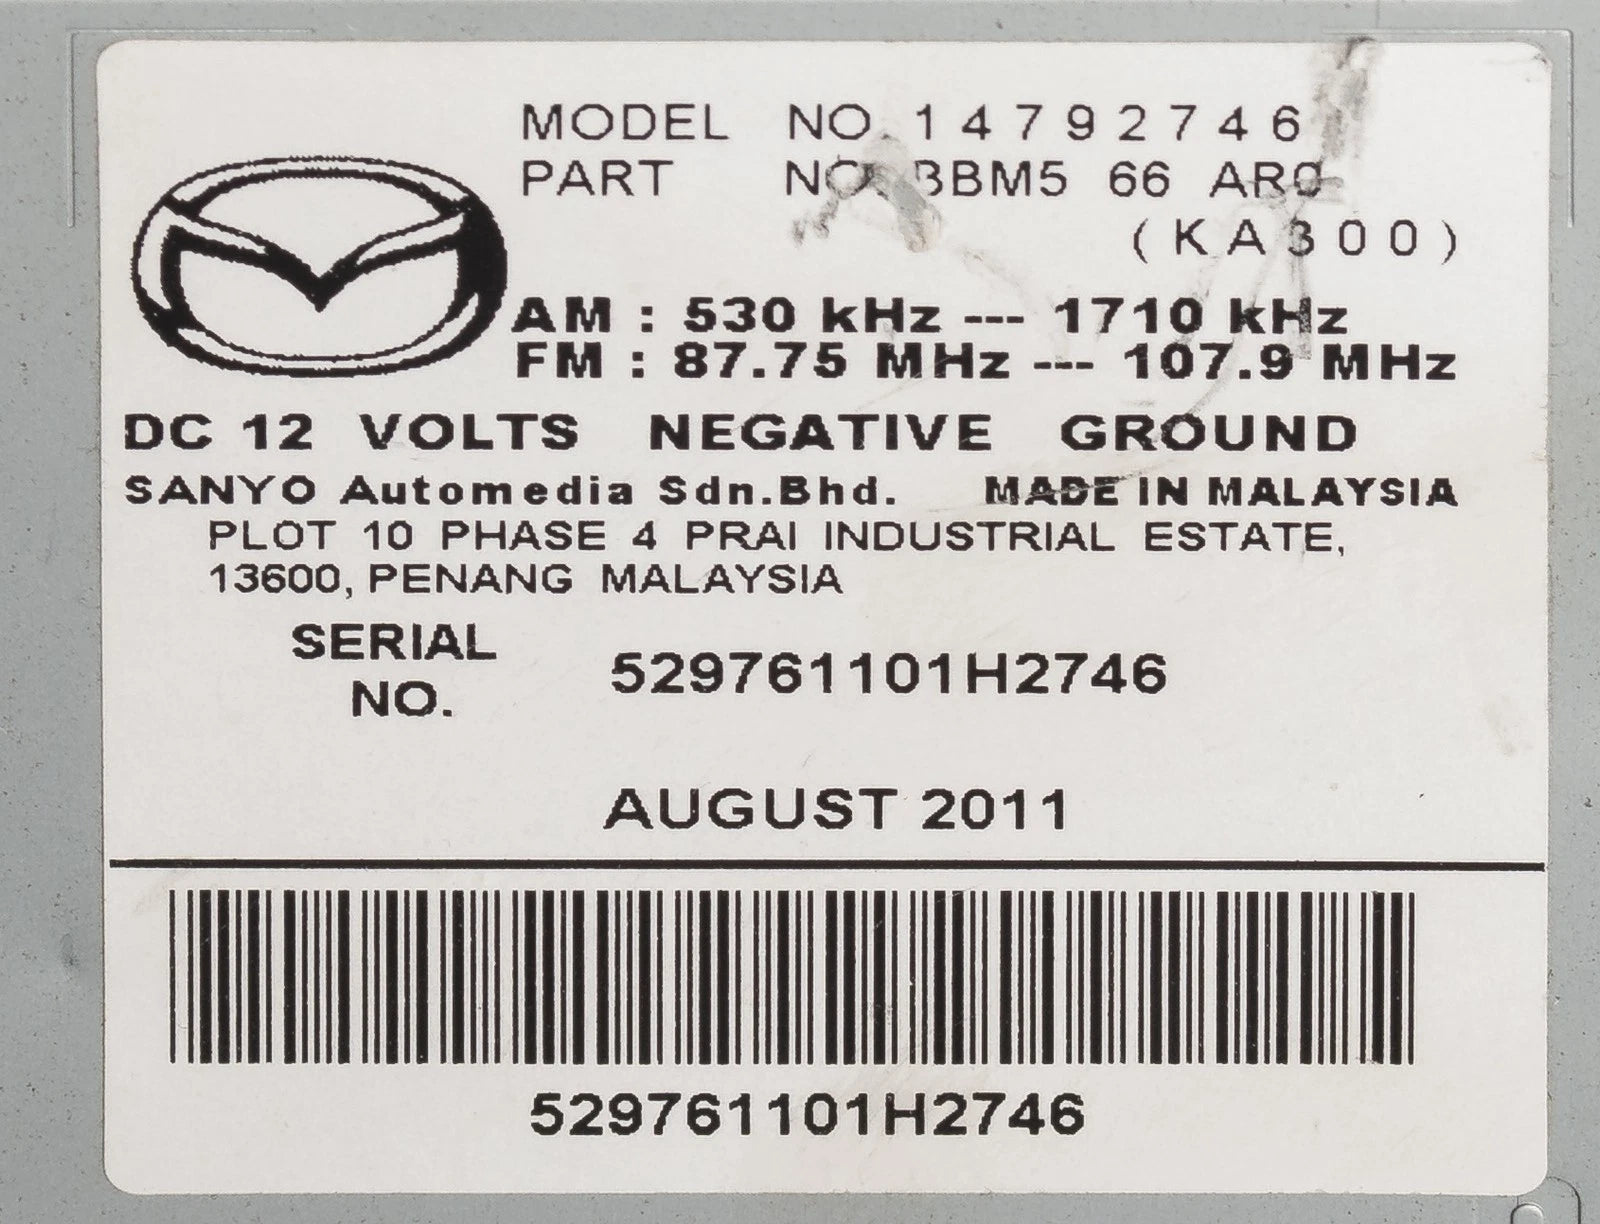 MODEL NO.14792746
PART NO. BBM5 66 AR0
(KA300)
AM : 530 kHz --- 1710 kHz
FM : 87.75 MHz --- 107.9 MHz
DC 12 VOLTS NEGATIVE GROUND
SANYO Automedia Sdn.Bhd. MADE IN MALAYSIA
PLOT 10 PHASE 4 PRAI INDUSTRIAL ESTATE,
13600, PENANG MALAYSIA
SERIAL NO. 529761101H2746
AUGUST 2011
529761101H2746